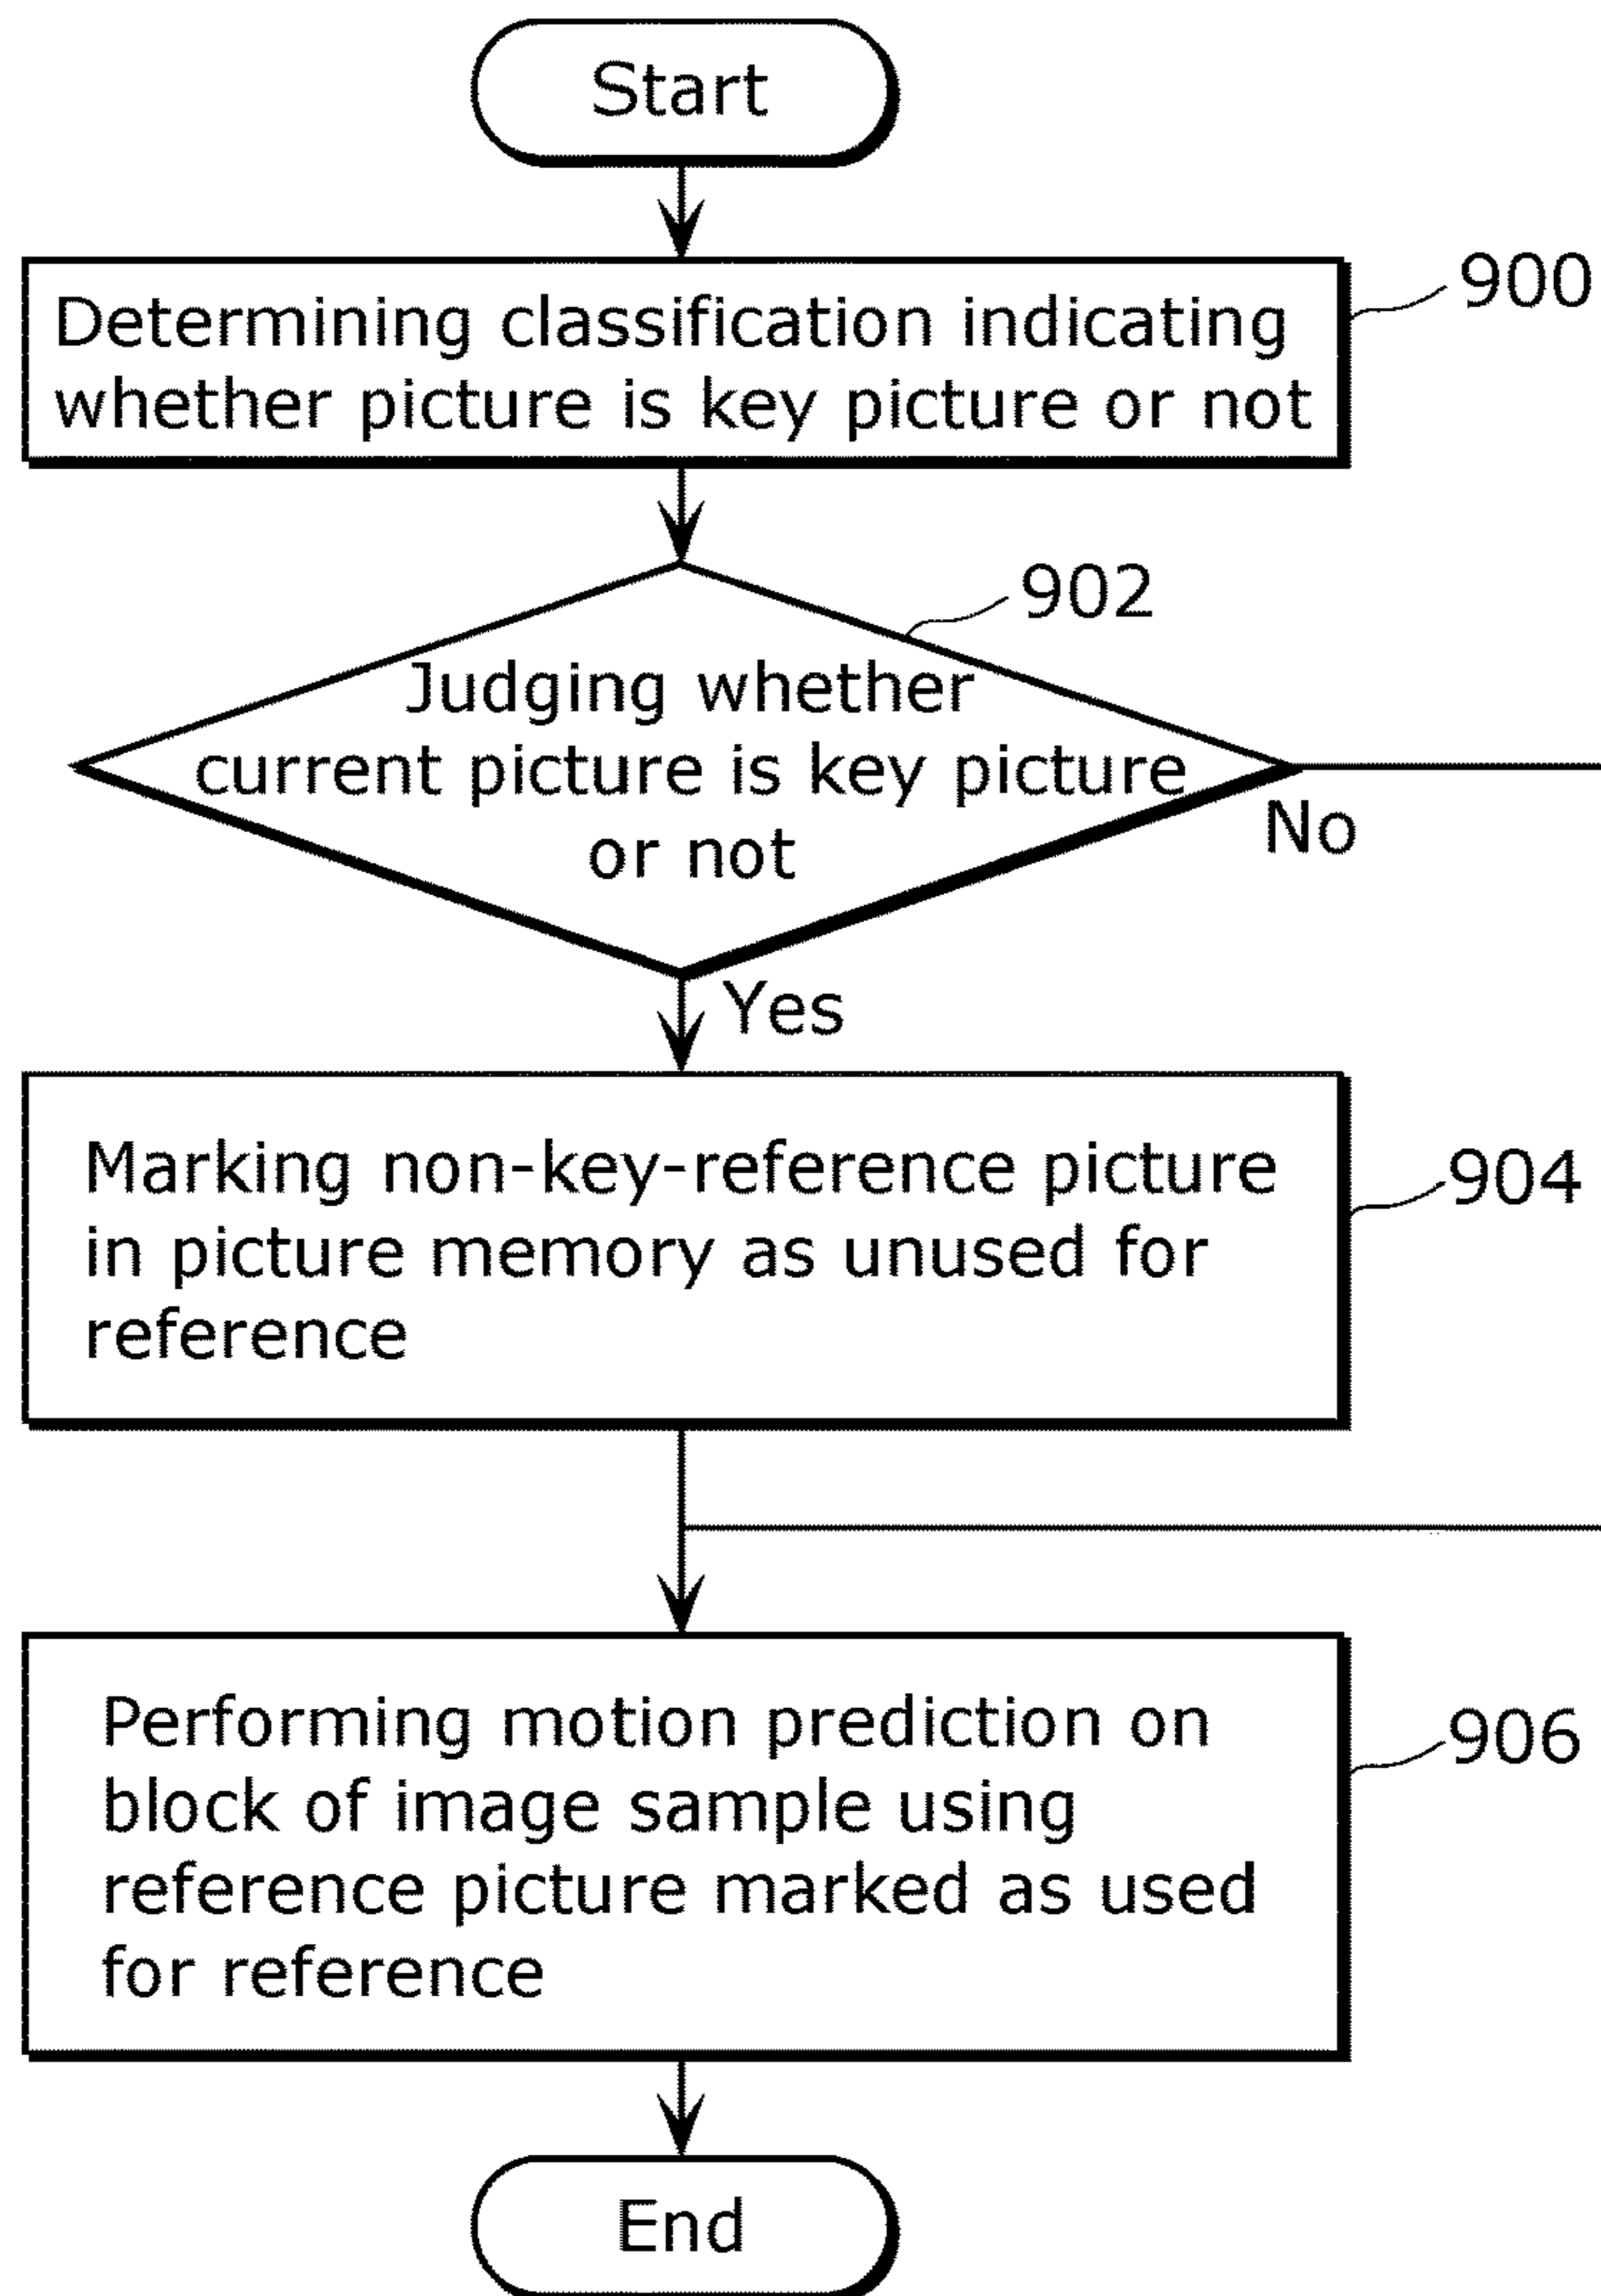 Start
Determining classification indicating
whether picture is key picture or not
900
902
Judging whether
current picture is key picture
or not
No
Yes
Marking non-key-reference picture
in picture memory as unused for
reference
904
Performing motion prediction on
block of image sample using
reference picture marked as used
for reference
906
End